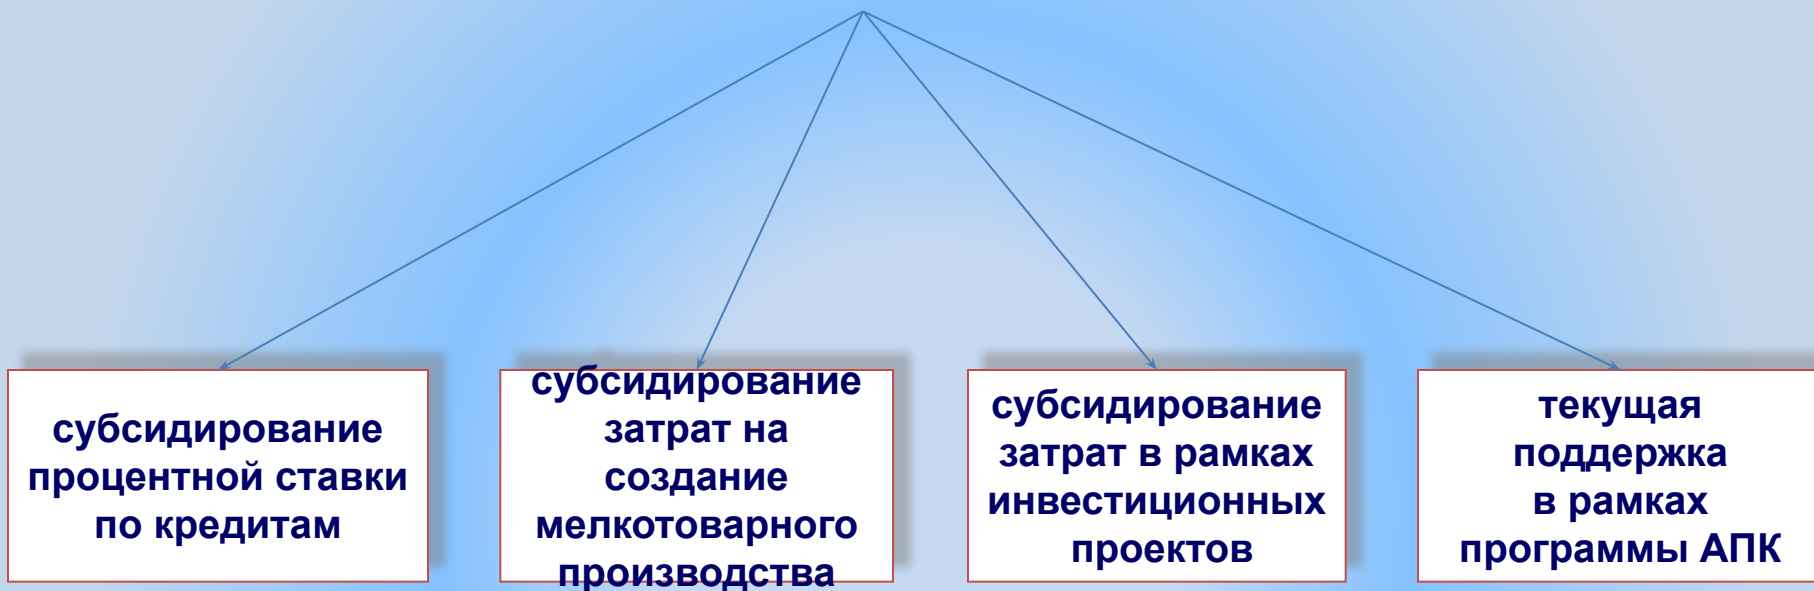 субсидирование
процентной ставки
по кредитам
субсидирование
затрат на
создание
мелкотоварного
производства
субсидирование
затрат в рамках
инвестиционных
проектов
текущая
поддержка
в рамках
программы АПК